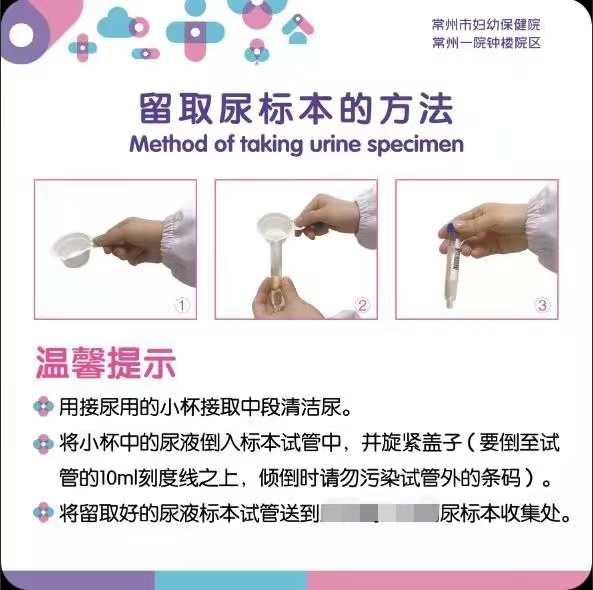 常州市妇幼保健院
常州一院钟楼院区
留取尿标本的方法
Method of taking urine specimen
①
②
③
温馨提示
用接尿用的小杯接取中段清洁尿。
将小杯中的尿液倒入标本试管中，并旋紧盖子（要倒至试
管的10ml刻度线之上，倾倒时请勿污染试管外的条码）。
将留取好的尿液标本试管送到
尿标本收集处。